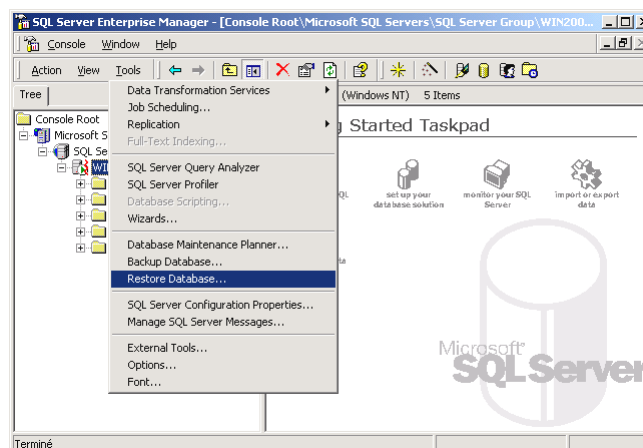 SQL Server Enterprise Manager - [Console Root\Microsoft SQL Servers\SQL Server Group\WIN200...
Console Window Help
Action View Tools
Tree
(Windows NT) 5 Items
Console Root
Microsoft S
SQL Se
WI
Data Transformation Services
Job Scheduling...
Replication
Full-Text Indexing...
SQL Server Query Analyzer
SQL Server Profiler
Database Scripting...
Wizards...
Database Maintenance Planner...
Backup Database...
Restore Database...
SQL Server Configuration Properties...
Manage SQL Server Messages...
External Tools...
Options...
Font...
g Started Taskpad
QL
set up your
database solution
monitor your SQL
Server
import or export
data
Microsoft
SQL Server
Terminé